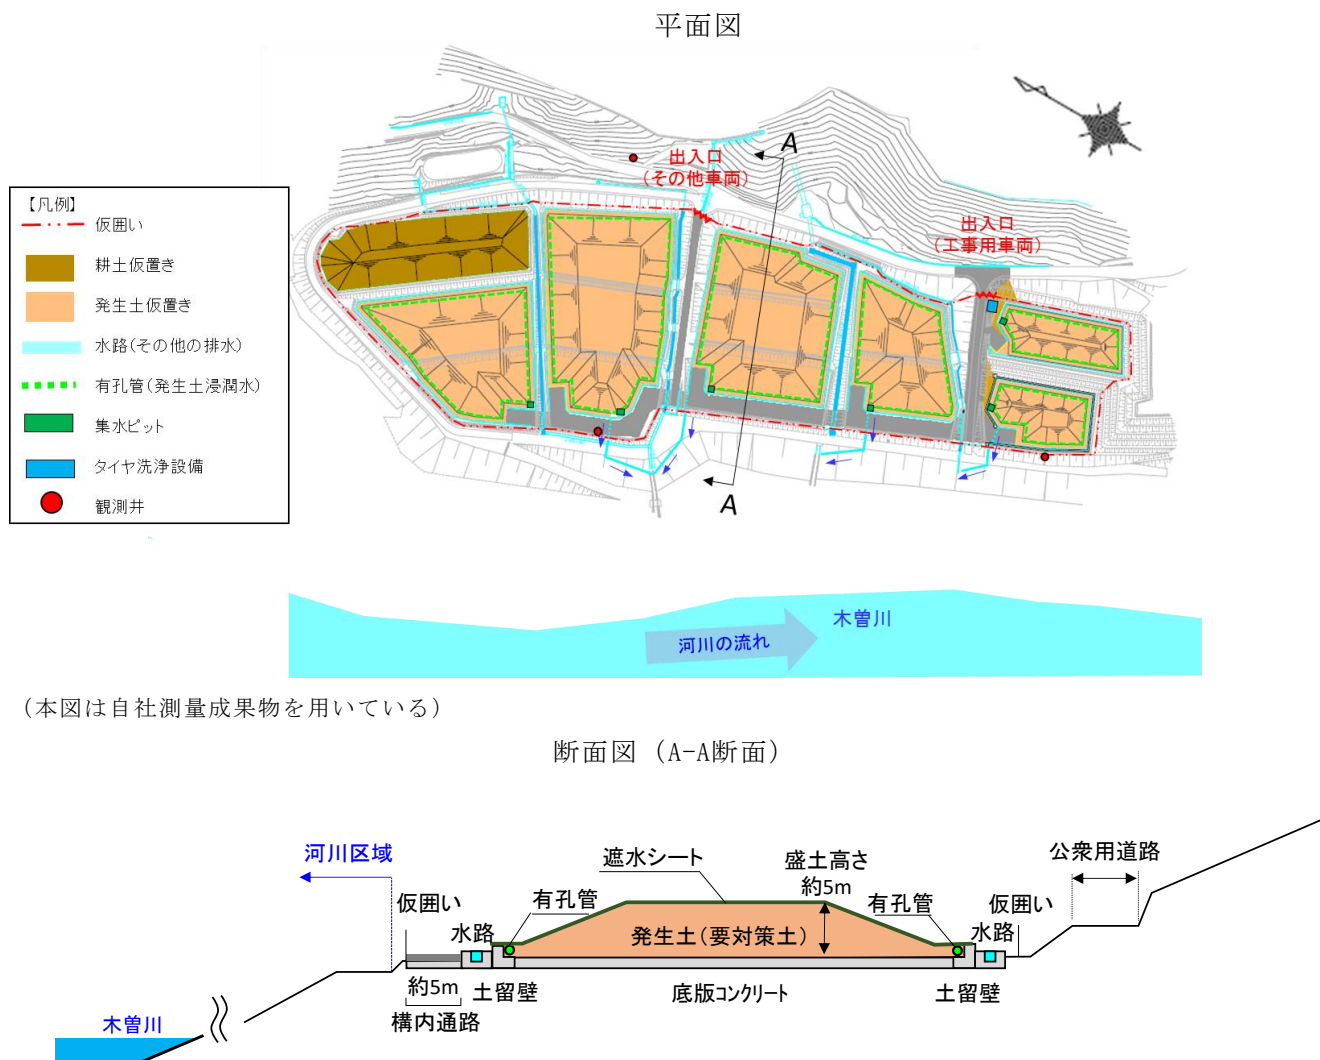 平面図
A
出入口
(その他車両)
出入口
(工事用車両)
【凡例】
仮囲い
耕土仮置き
発生土仮置き
水路(その他の排水)
有孔管(発生土浸潤水)
集水ピット
タイヤ洗浄設備
観測井
A
木曽川
河川の流れ
(本図は自社測量成果物を用いている)
断面図 (A-A断面)
河川区域
遮水シート
盛土高さ
約5m
公衆用道路
仮囲い
有孔管
有孔管
仮囲い
水路
発生土(要対策土)
水路
約5m
土留壁
底版コンクリート
土留壁
構内通路
木曽川